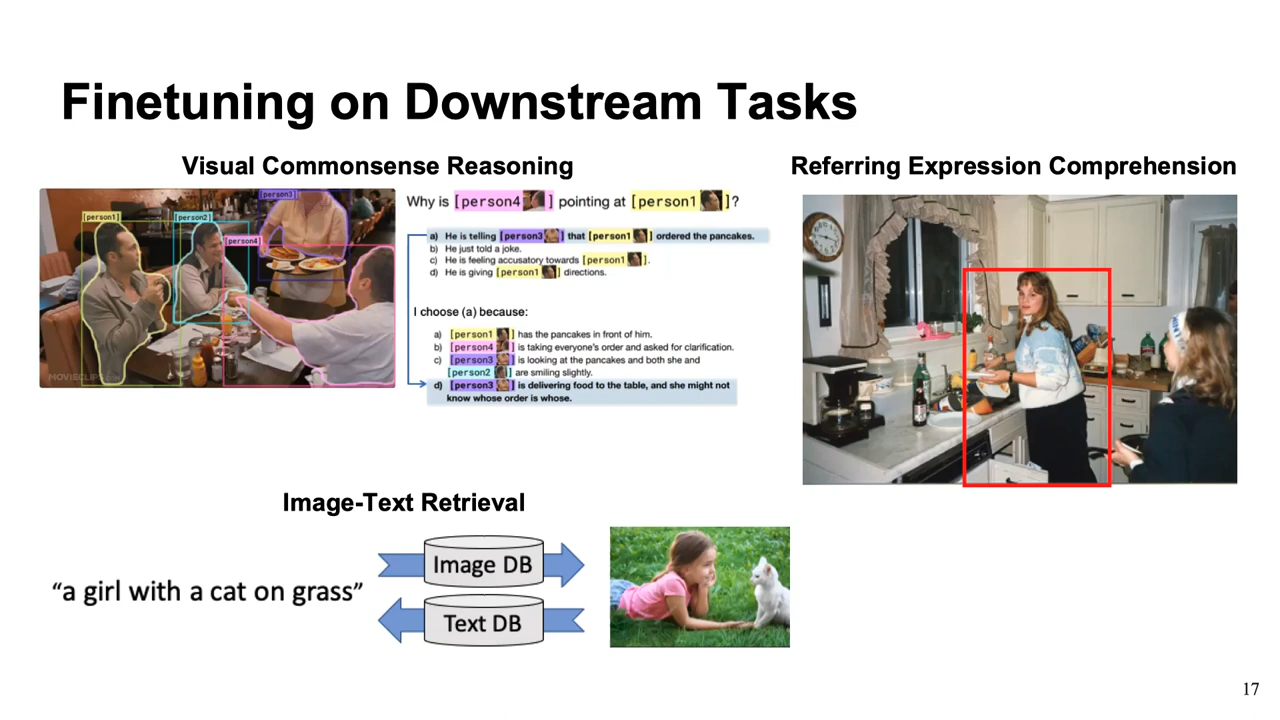 Finetuning on Downstream Tasks
Visual Commonsense Reasoning
[person1]
[person2]
[person3]
[person4]
MOVIECLIPS
Why is [person4 ] pointing at [person1 ]?
a) He is telling [person3 ] that [person1 ] ordered the pancakes.
b) He just told a joke.
c) He is feeling accusatory towards [person1 ].
d) He is giving [person1 ] directions.
I choose (a) because:
a) [person1 ] has the pancakes in front of him.
b) [person4 ] is taking everyone's order and asked for clarification.
c) [person3 ] is looking at the pancakes and both she and
[person2 ] are smiling slightly.
d) [person3 ] is delivering food to the table, and she might not
know whose order is whose.
Referring Expression Comprehension
Image-Text Retrieval
“a girl with a cat on grass”
Image DB
Text DB
17